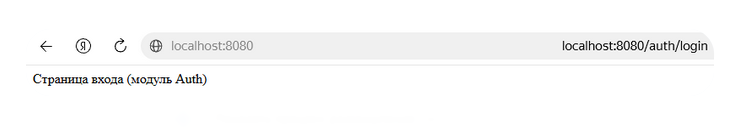 Я localhost:8080 localhost:8080/auth/login
Страница входа (модуль Auth)